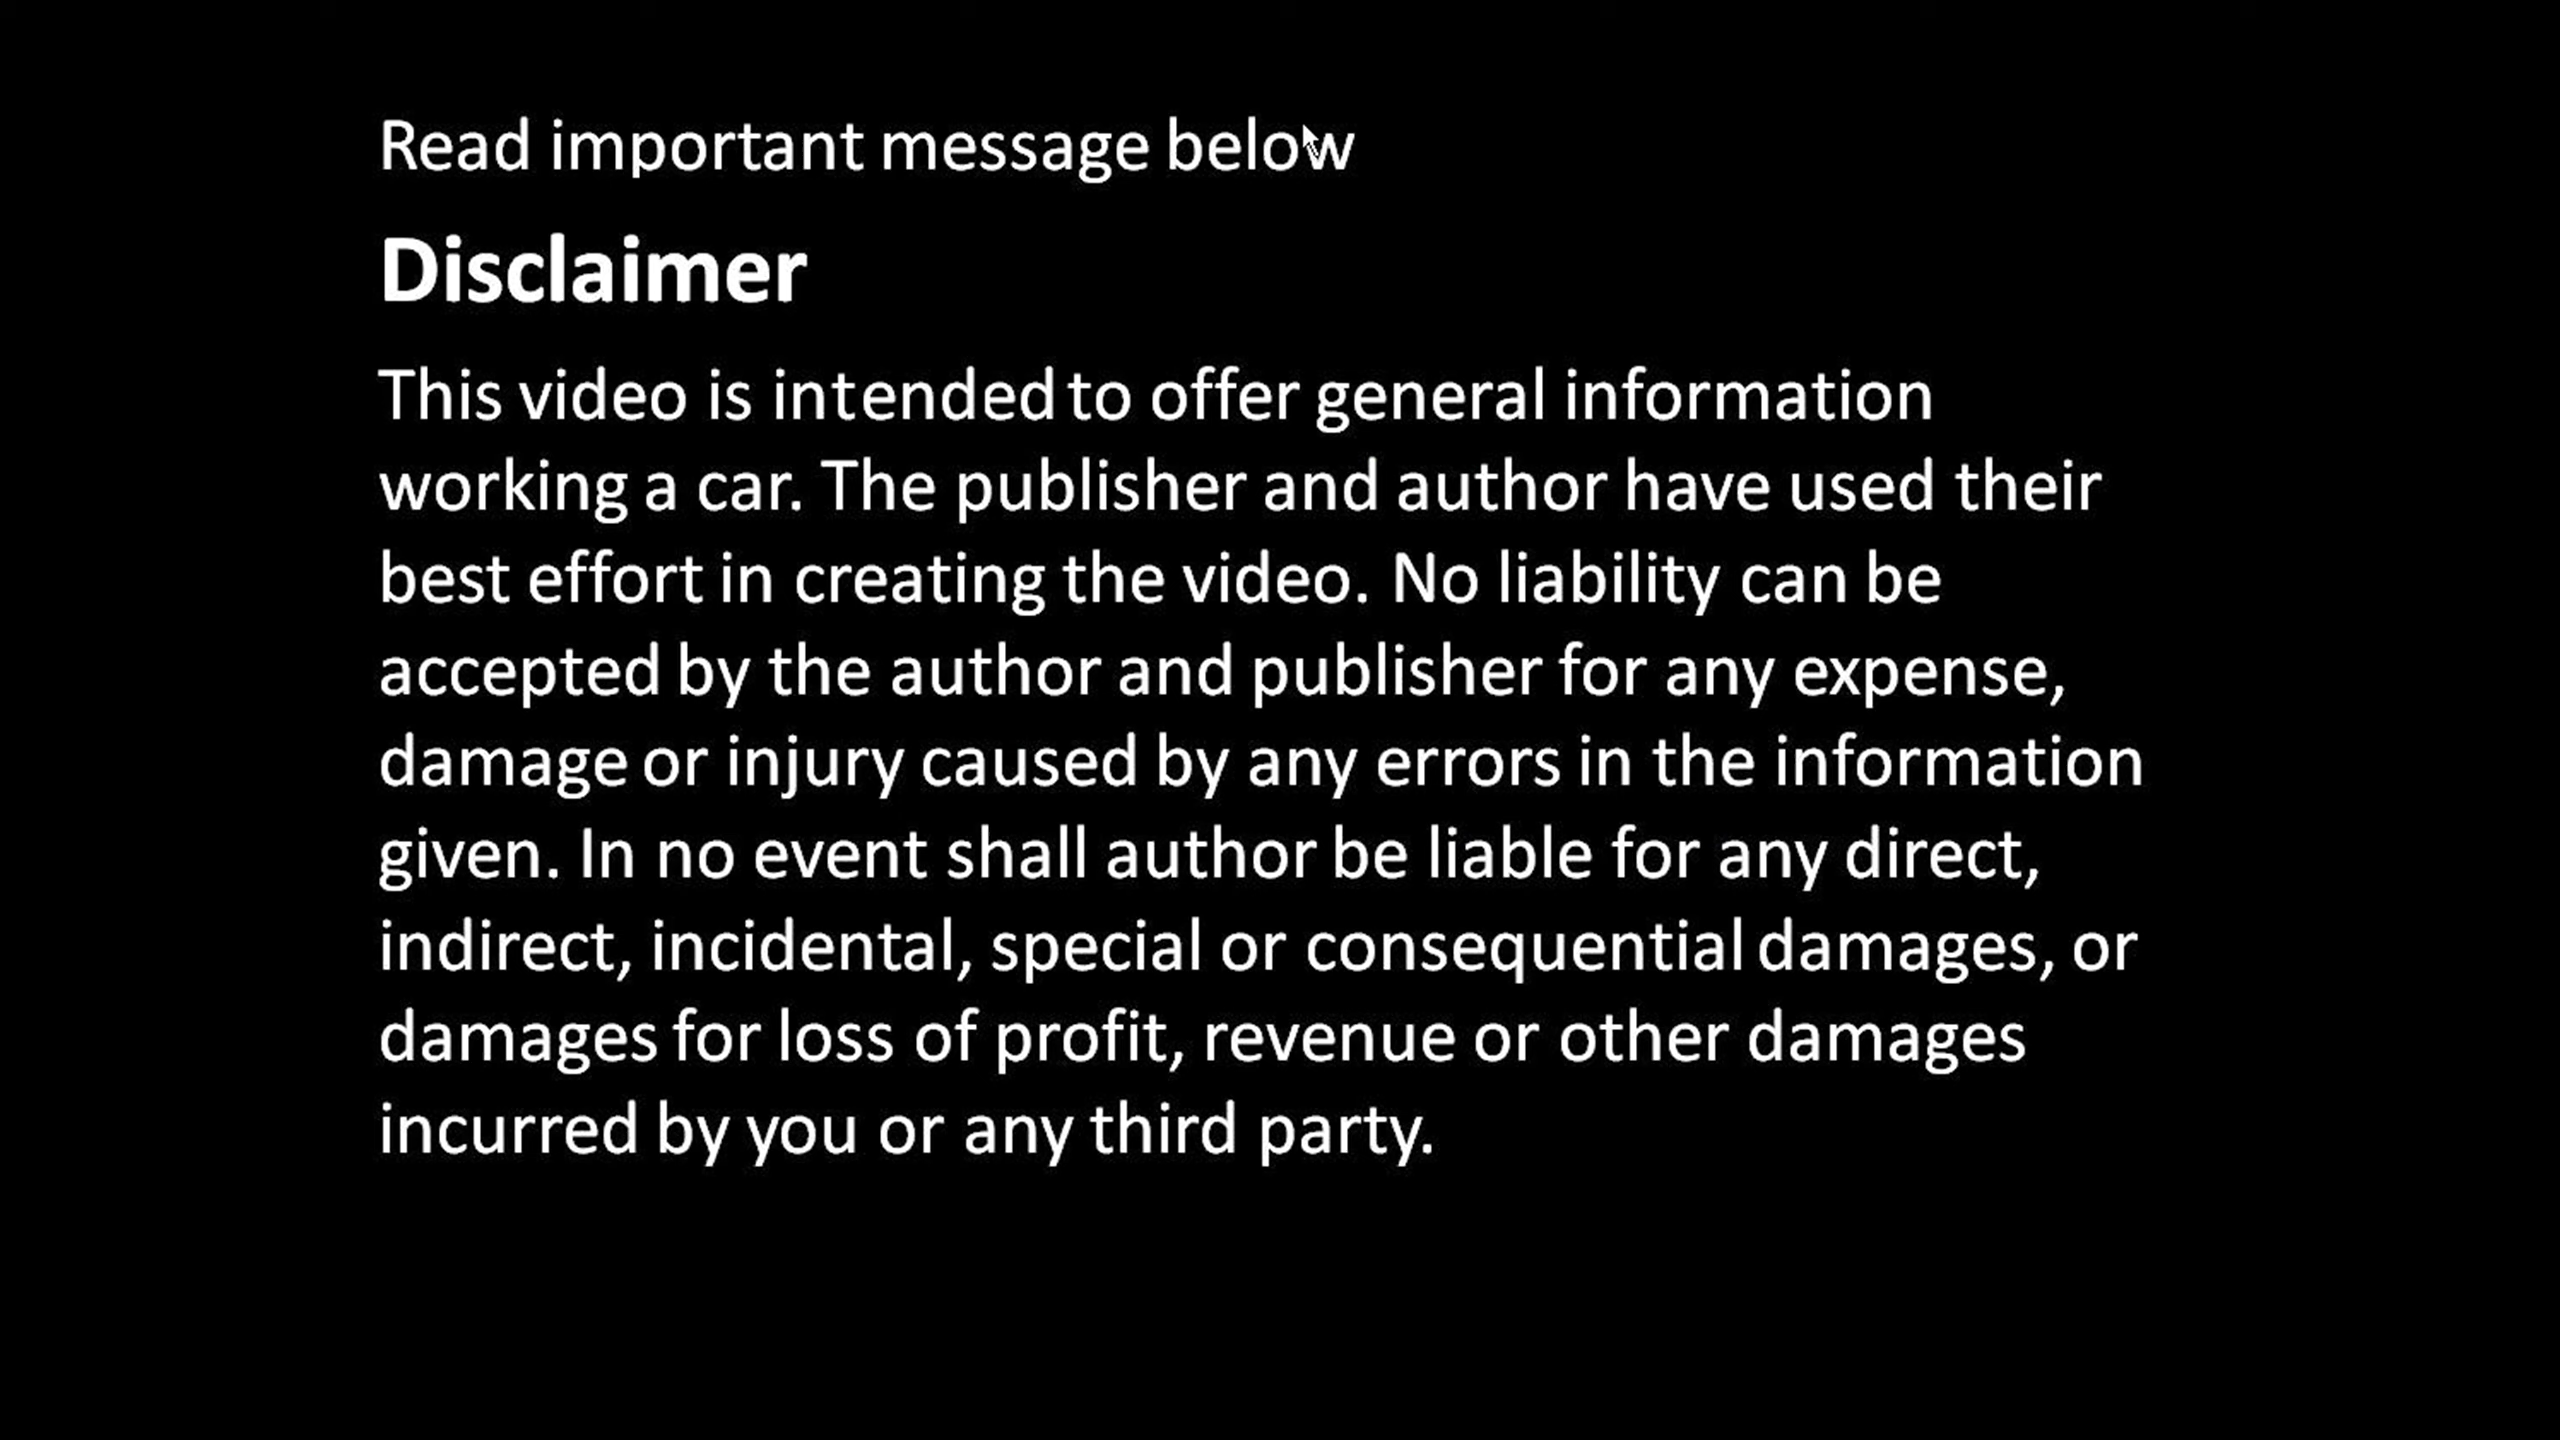 Read important message below
Disclaimer
This video is intended to offer general information
working a car. The publisher and author have used their
best effort in creating the video. No liability can be
accepted by the author and publisher for any expense,
damage or injury caused by any errors in the information
given. In no event shall author be liable for any direct,
indirect, incidental, special or consequential damages, or
damages for loss of profit, revenue or other damages
incurred by you or any third party.